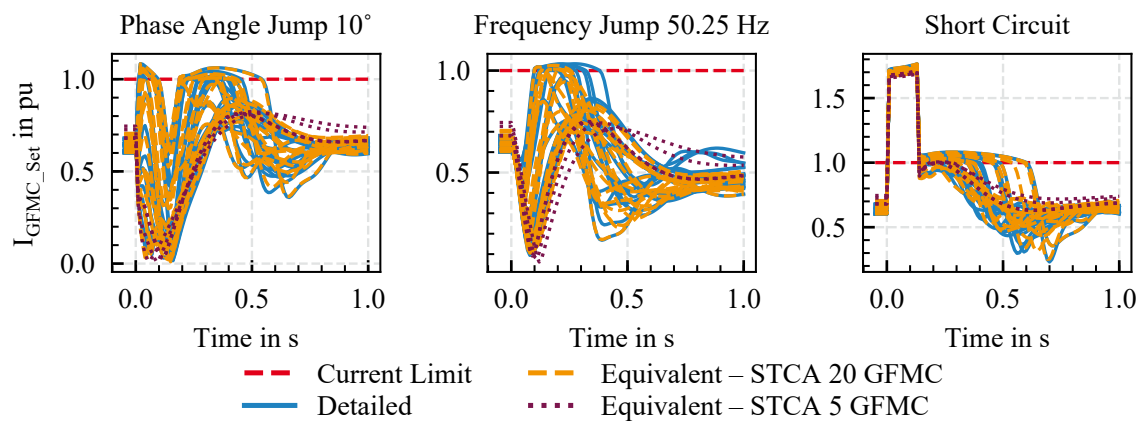 Phase Angle Jump 10° Frequency Jump 50.25 Hz Short Circuit
I_GFMC_Set in pu
1.0
0.5
0.0
1.0
0.5
1.5
1.0
0.5
0.0 0.5 1.0 0.0 0.5 1.0 0.0 0.5 1.0
Time in s Time in s Time in s
Current Limit Equivalent – STCA 20 GFMC
Detailed Equivalent – STCA 5 GFMC